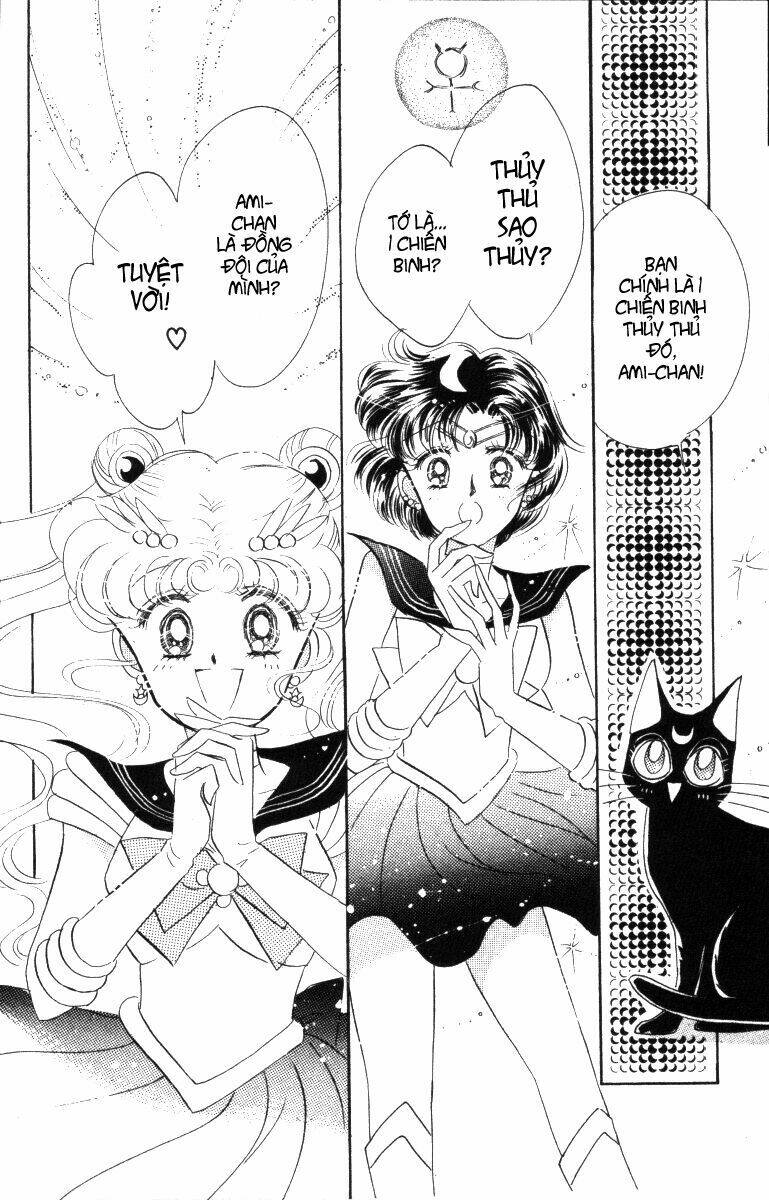 BẠN
CHÍNH LÀ 1
CHIẾN BINH
THỦY THỦ
ĐÓ,
AMI-CHAN!
THỦY
THỦ
SAO
THỦY?
TỚ LÀ...
1 CHIẾN
BINH?
AMI-
CHAN
LÀ ĐỒNG
ĐỘI CỦA
MÌNH?
TUYỆT
VỜI!